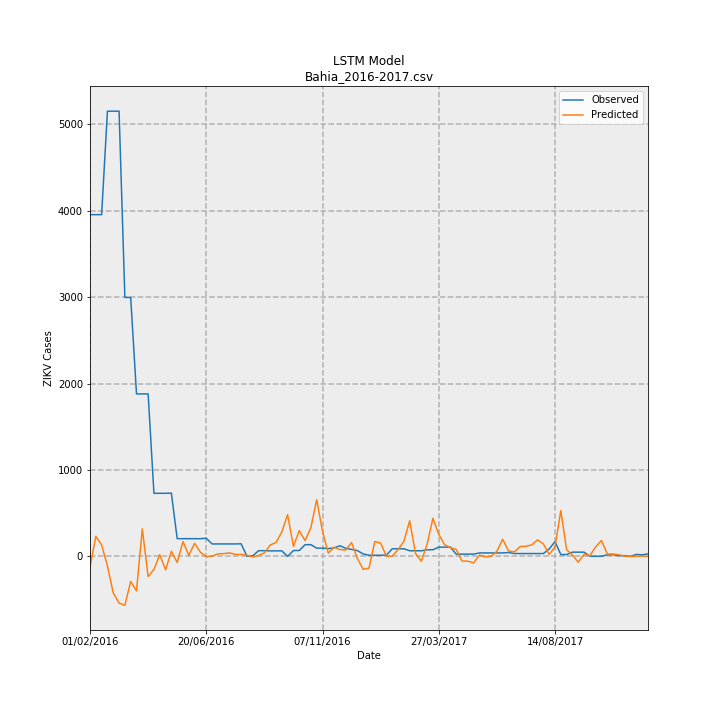 LSTM Model
Bahia_2016-2017.csv
Observed
Predicted
5000
4000
3000
2000
1000
0
ZIKV Cases
01/02/2016
20/06/2016
07/11/2016
27/03/2017
14/08/2017
Date